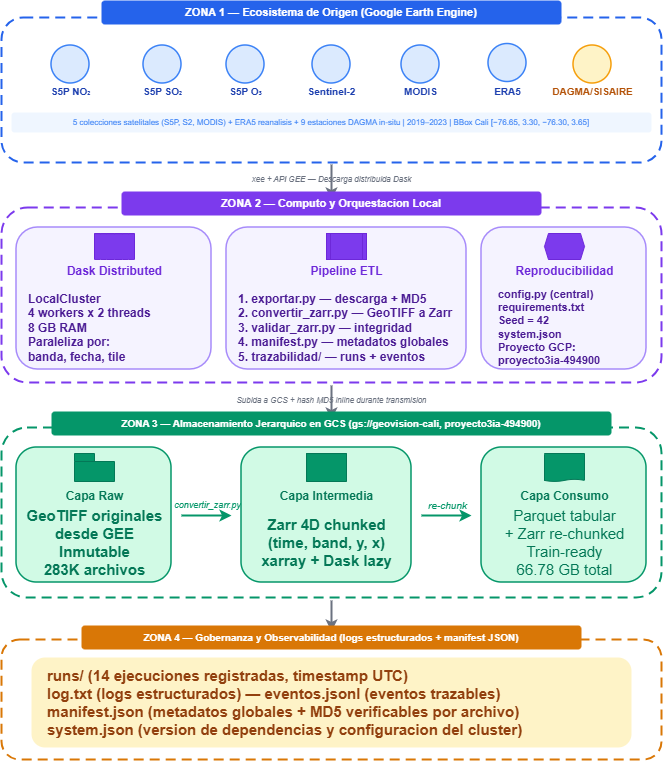 ZONA 1 — Ecosistema de Origen (Google Earth Engine)
S5P NO₂
S5P SO₂
S5P O₃
Sentinel-2
MODIS
ERA5
DAGMA/SISAIRE
5 colecciones satelitales (S5P, S2, MODIS) + ERA5 reanalisis + 9 estaciones DAGMA in-situ | 2019–2023 | BBox Cali [−76.65, 3.30, −76.30, 3.65]
xee + API GEE — Descarga distribuida Dask
ZONA 2 — Computo y Orquestacion Local
Dask Distributed
LocalCluster
4 workers x 2 threads
8 GB RAM
Paraleliza por:
banda, fecha, tile
Pipeline ETL
1. exportar.py — descarga + MD5
2. convertir_zarr.py — GeoTIFF a Zarr
3. validar_zarr.py — integridad
4. manifest.py — metadatos globales
5. trazabilidad/ — runs + eventos
Reproducibilidad
config.py (central)
requirements.txt
Seed = 42
system.json
Proyecto GCP:
proyecto3ia-494900
Subida a GCS + hash MD5 inline durante transmision
ZONA 3 — Almacenamiento Jerarquico en GCS (gs://geovision-cali, proyecto3ia-494900)
Capa Raw
GeoTIFF originales
desde GEE
Inmutable
283K archivos
convertir_zarr.py
Capa Intermedia
Zarr 4D chunked
(time, band, y, x)
xarray + Dask lazy
re-chunk
Capa Consumo
Parquet tabular
+ Zarr re-chunked
Train-ready
66.78 GB total
ZONA 4 — Gobernanza y Observabilidad (logs estructurados + manifest JSON)
runs/ (14 ejecuciones registradas, timestamp UTC)
log.txt (logs estructurados) — eventos.jsonl (eventos trazables)
manifest.json (metadatos globales + MD5 verificables por archivo)
system.json (version de dependencias y configuracion del cluster)